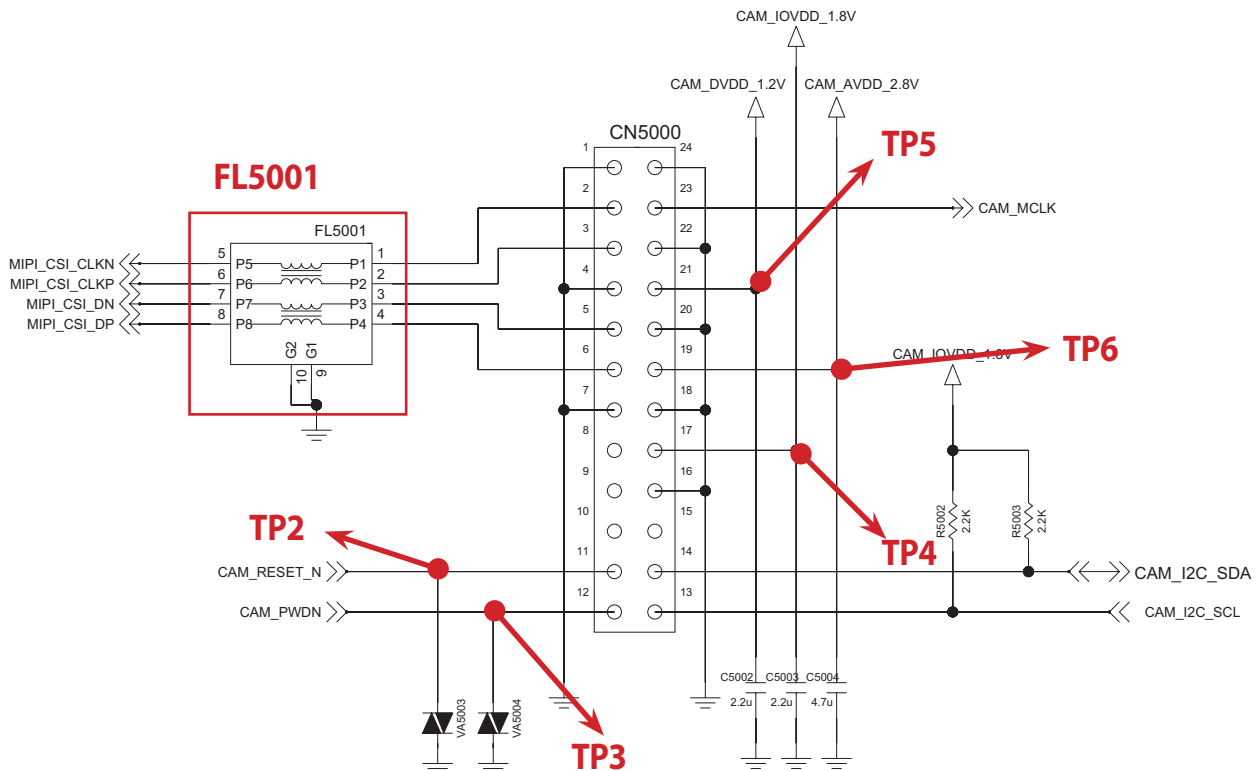 CAM_IOVDD_1.8V
CAM_DVDD_1.2V
CAM_AVDD_2.8V
CN5000
TP5
FL5001
1
24
2
23
CAM_MCLK
3
22
FL5001
MIPI_CSI_CLKN
5
P5
P1
1
4
21
MIPI_CSI_CLKP
6
P6
P2
2
MIPI_CSI_DN
7
P7
P3
3
5
20
MIPI_CSI_DP
8
P8
P4
4
G2
G1
10
9
6
19
CAM_IOVDD_1.8V
TP6
7
18
8
17
9
16
10
15
R5002
2.2K
R5003
2.2K
TP2
TP4
11
14
CAM_RESET_N
CAM_I2C_SDA
12
13
CAM_PWDN
CAM_I2C_SCL
C5002
C5003
C5004
2.2u
2.2u
4.7u
VA5003
VA5004
TP3